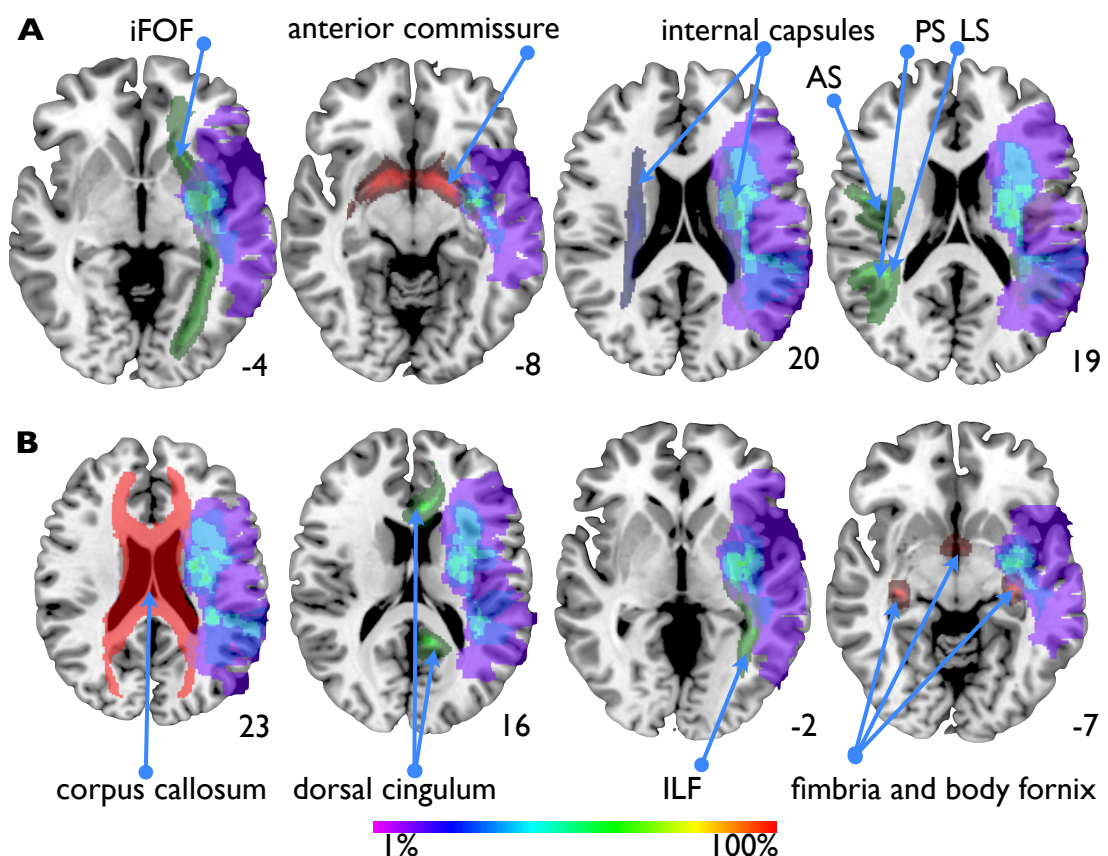 A
iFOF
anterior commissure
internal capsules
PS LS
AS
-4
-8
20
19
B
23
16
-2
-7
corpus callosum
dorsal cingulum
ILF
fimbria and body fornix
1%
100%